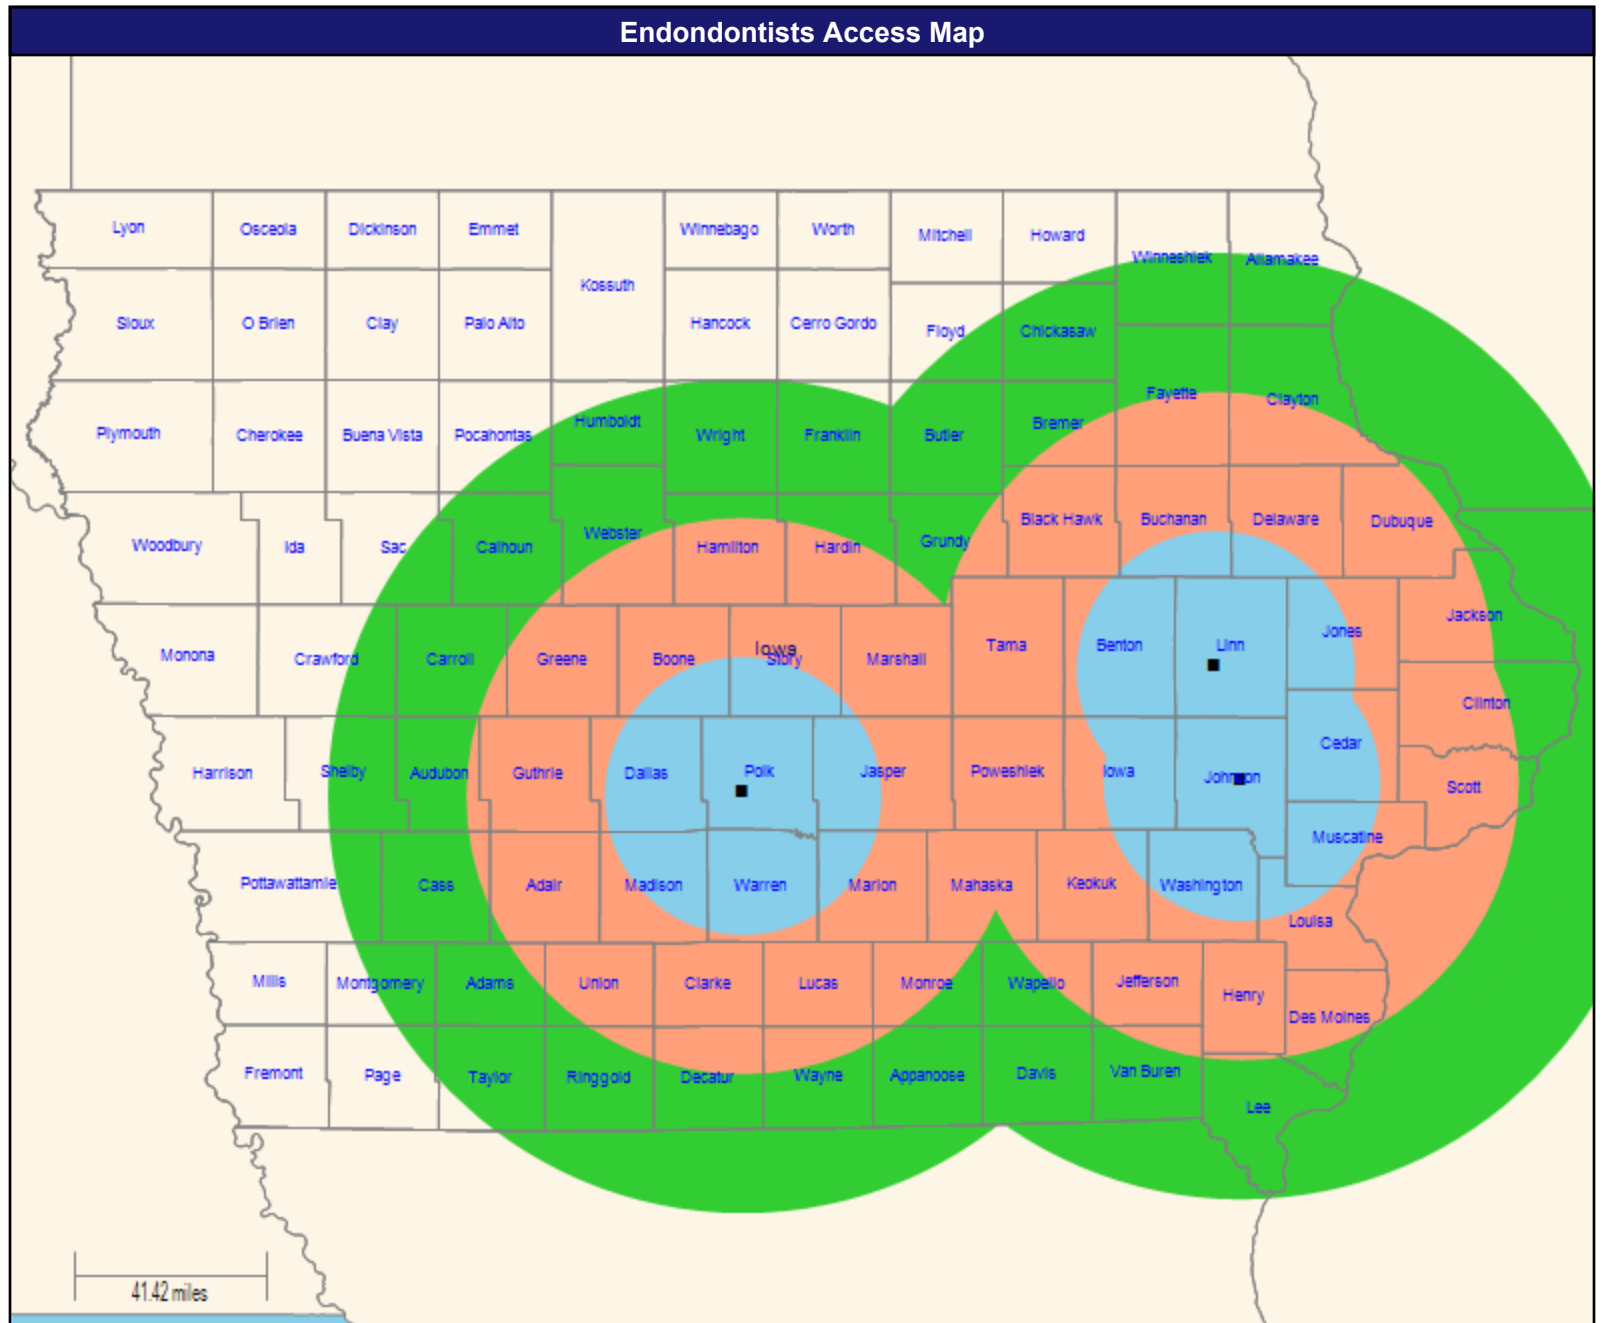 Endondontists Access Map
Lyon
Osceola
Dickinson
Emmet
Winnebago
Worth
Mitchell
Howard
Winneshiek
Allamakee
Kossuth
Sioux
O Brien
Clay
Palo Alto
Hancock
Cerro Gordo
Floyd
Chickasaw
Fayette
Clayton
Plymouth
Cherokee
Buena Vista
Pocahontas
Humboldt
Wright
Franklin
Butler
Bremer
Woodbury
Ida
Sac
Calhoun
Webster
Hamilton
Hardin
Grundy
Black Hawk
Buchanan
Delaware
Dubuque
Monona
Crawford
Carroll
Greene
Boone
Iowa
Story
Marshall
Tama
Benton
Linn
Jones
Jackson
Clinton
Harrison
Shelby
Audubon
Guthrie
Dallas
Polk
Jasper
Poweshiek
Iowa
Johnson
Cedar
Scott
Muscatine
Pottawattamie
Cass
Adair
Madison
Warren
Marion
Mahaska
Keokuk
Washington
Louisa
Mills
Montgomery
Adams
Union
Clarke
Lucas
Monroe
Wapello
Jefferson
Henry
Des Moines
Fremont
Page
Taylor
Ringgold
Decatur
Wayne
Appanoose
Davis
Van Buren
Lee
41.42 miles